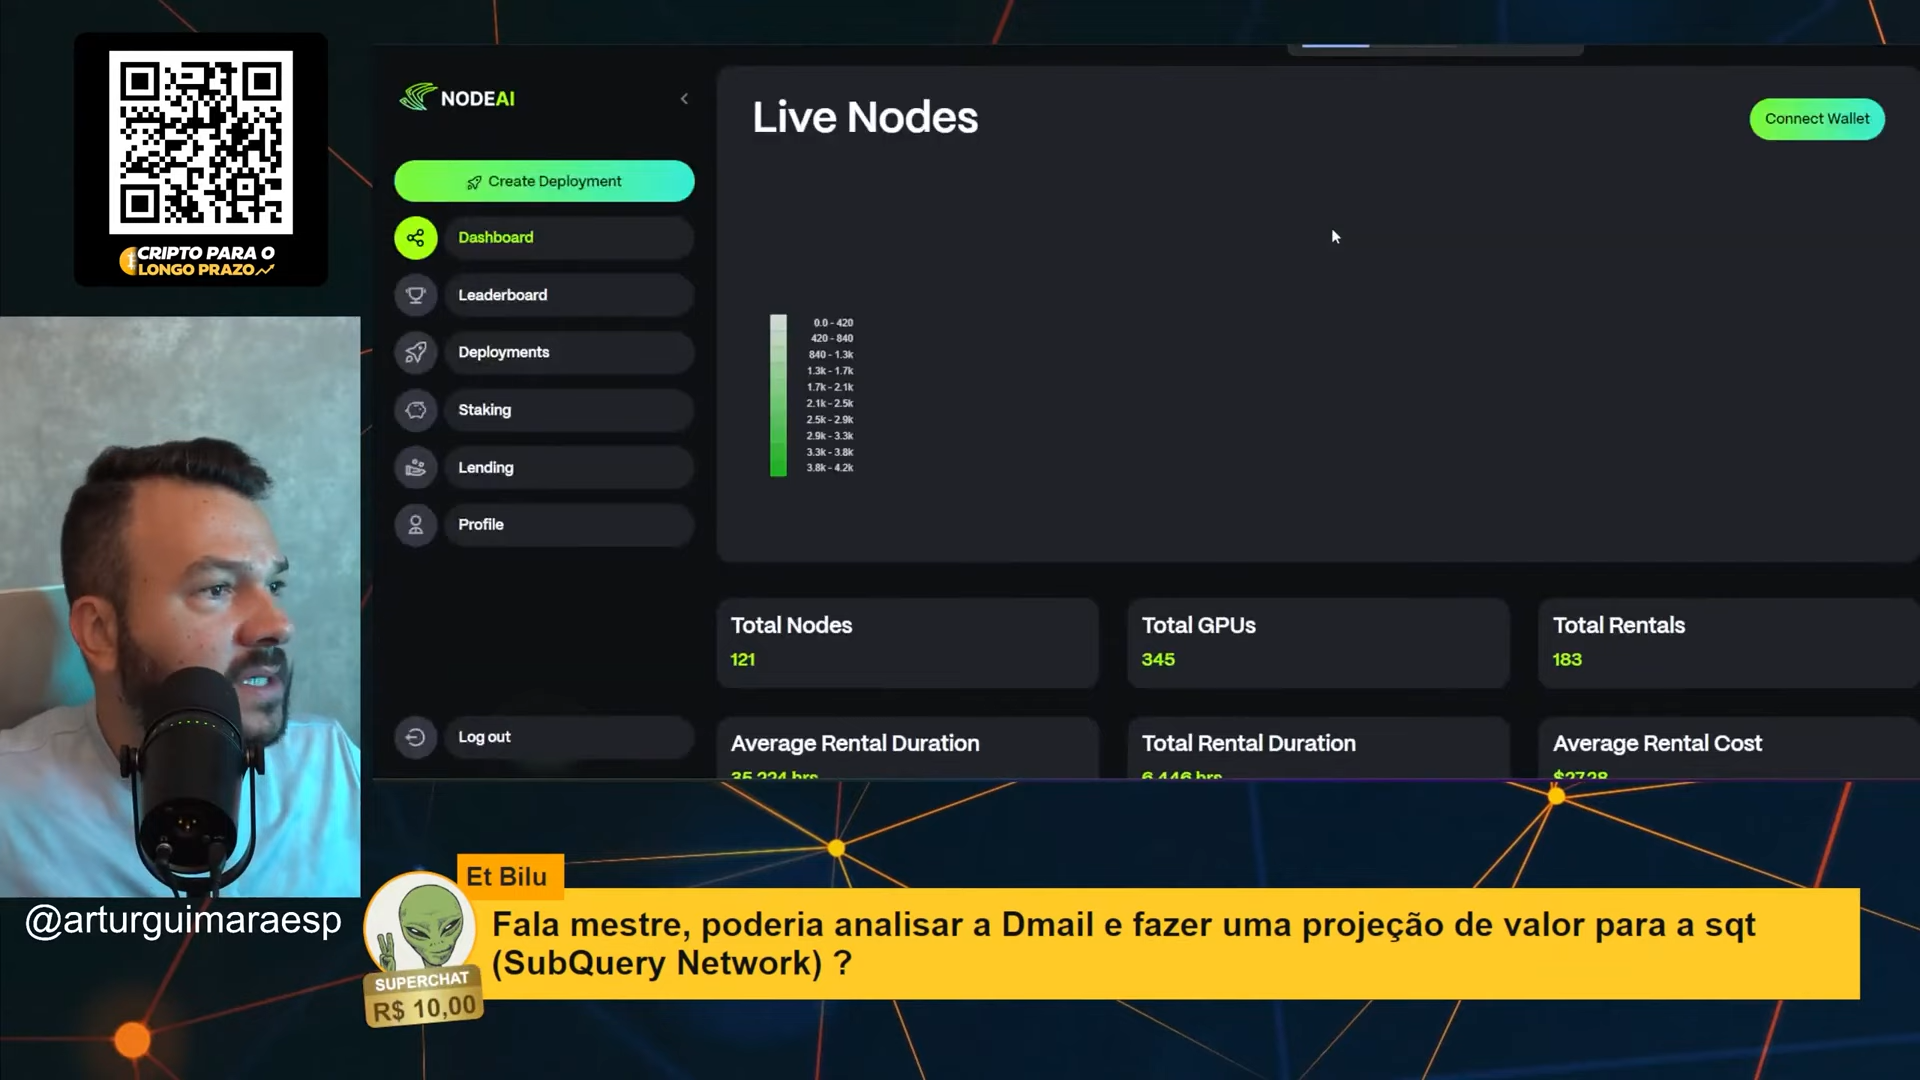 CRIPTO PARA O
LONGO PRAZO
NODEAI
Create Deployment
Dashboard
Leaderboard
Deployments
Staking
Lending
Profile
Log out
Live Nodes
Connect Wallet
0.0 - 420
420 - 840
840 - 1.3k
1.3k - 1.7k
1.7k - 2.1k
2.1k - 2.5k
2.5k - 2.9k
2.9k - 3.3k
3.3k - 3.8k
3.8k - 4.2k
Total Nodes
121
Total GPUs
345
Total Rentals
183
Average Rental Duration
Total Rental Duration
Average Rental Cost
@arturguimaraesp
Et Bilu
Fala mestre, poderia analisar a Dmail e fazer uma projeção de valor para a sqt
(SubQuery Network) ?
SUPERCHAT
R$ 10,00